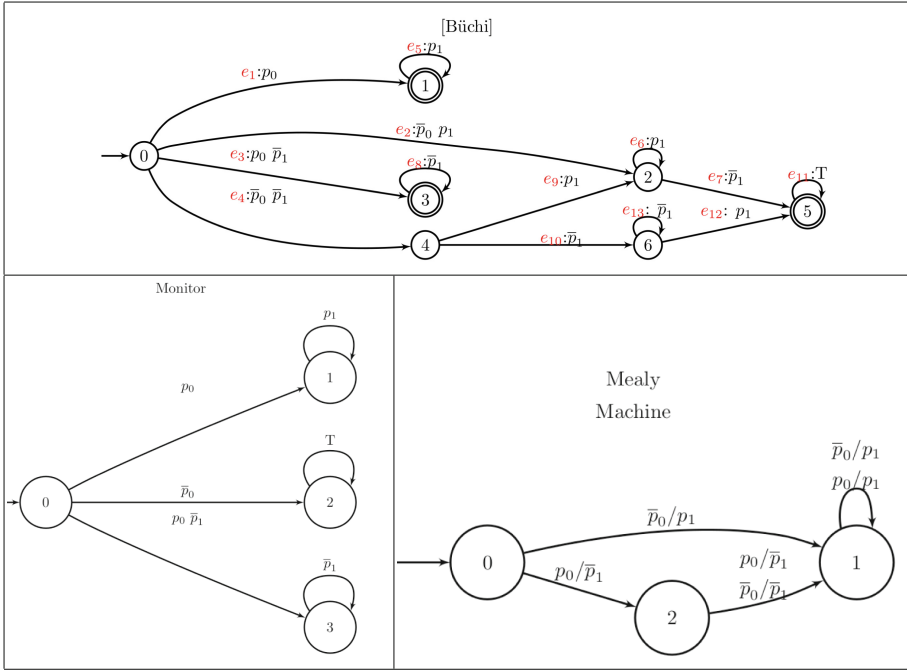 [Büchi]
e₅:p₁
1
e₁:p₀
e₂:p̅₀ p₁
0
e₃:p₀ p̅₁
e₆:p₁
2
e₈:p̅₁
3
e₉:p₁
e₇:p̅₁
e₁₁:T
5
e₄:p̅₀ p̅₁
e₁₃: p̅₁
e₁₂: p₁
4
e₁₀:p̅₁
6
Monitor
p₁
1
p₀
T
0
p̅₀
2
p₀ p̅₁
p̅₁
3
Mealy
Machine
p̅₀/p₁
p₀/p₁
p̅₀/p₁
0
p₀/p̅₁
p₀/p̅₁
p̅₀/p̅₁
1
2